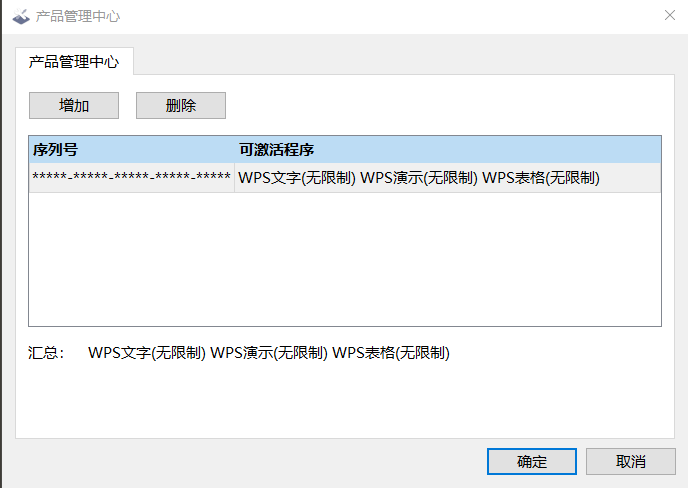 产品管理中心
产品管理中心
增加 删除
序列号 可激活程序
*****-*****-*****-*****-***** WPS文字(无限制) WPS演示(无限制) WPS表格(无限制)
汇总： WPS文字(无限制) WPS演示(无限制) WPS表格(无限制)
确定 取消